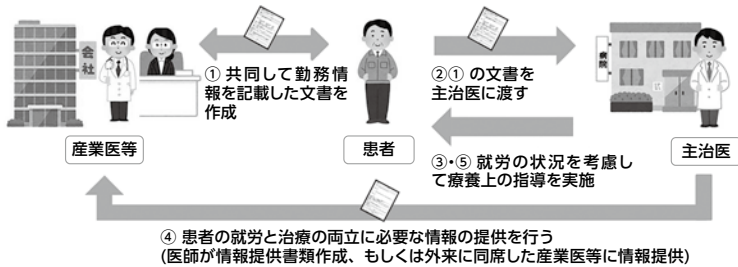 会社
病院
① 共同して勤務情
報を記載した文書を
作成
②① の文書を
主治医に渡す
産業医等
患者
主治医
③・⑤ 就労の状況を考慮し
て療養上の指導を実施
④ 患者の就労と治療の両立に必要な情報の提供を行う
(医師が情報提供書類作成、もしくは外来に同席した産業医等に情報提供)